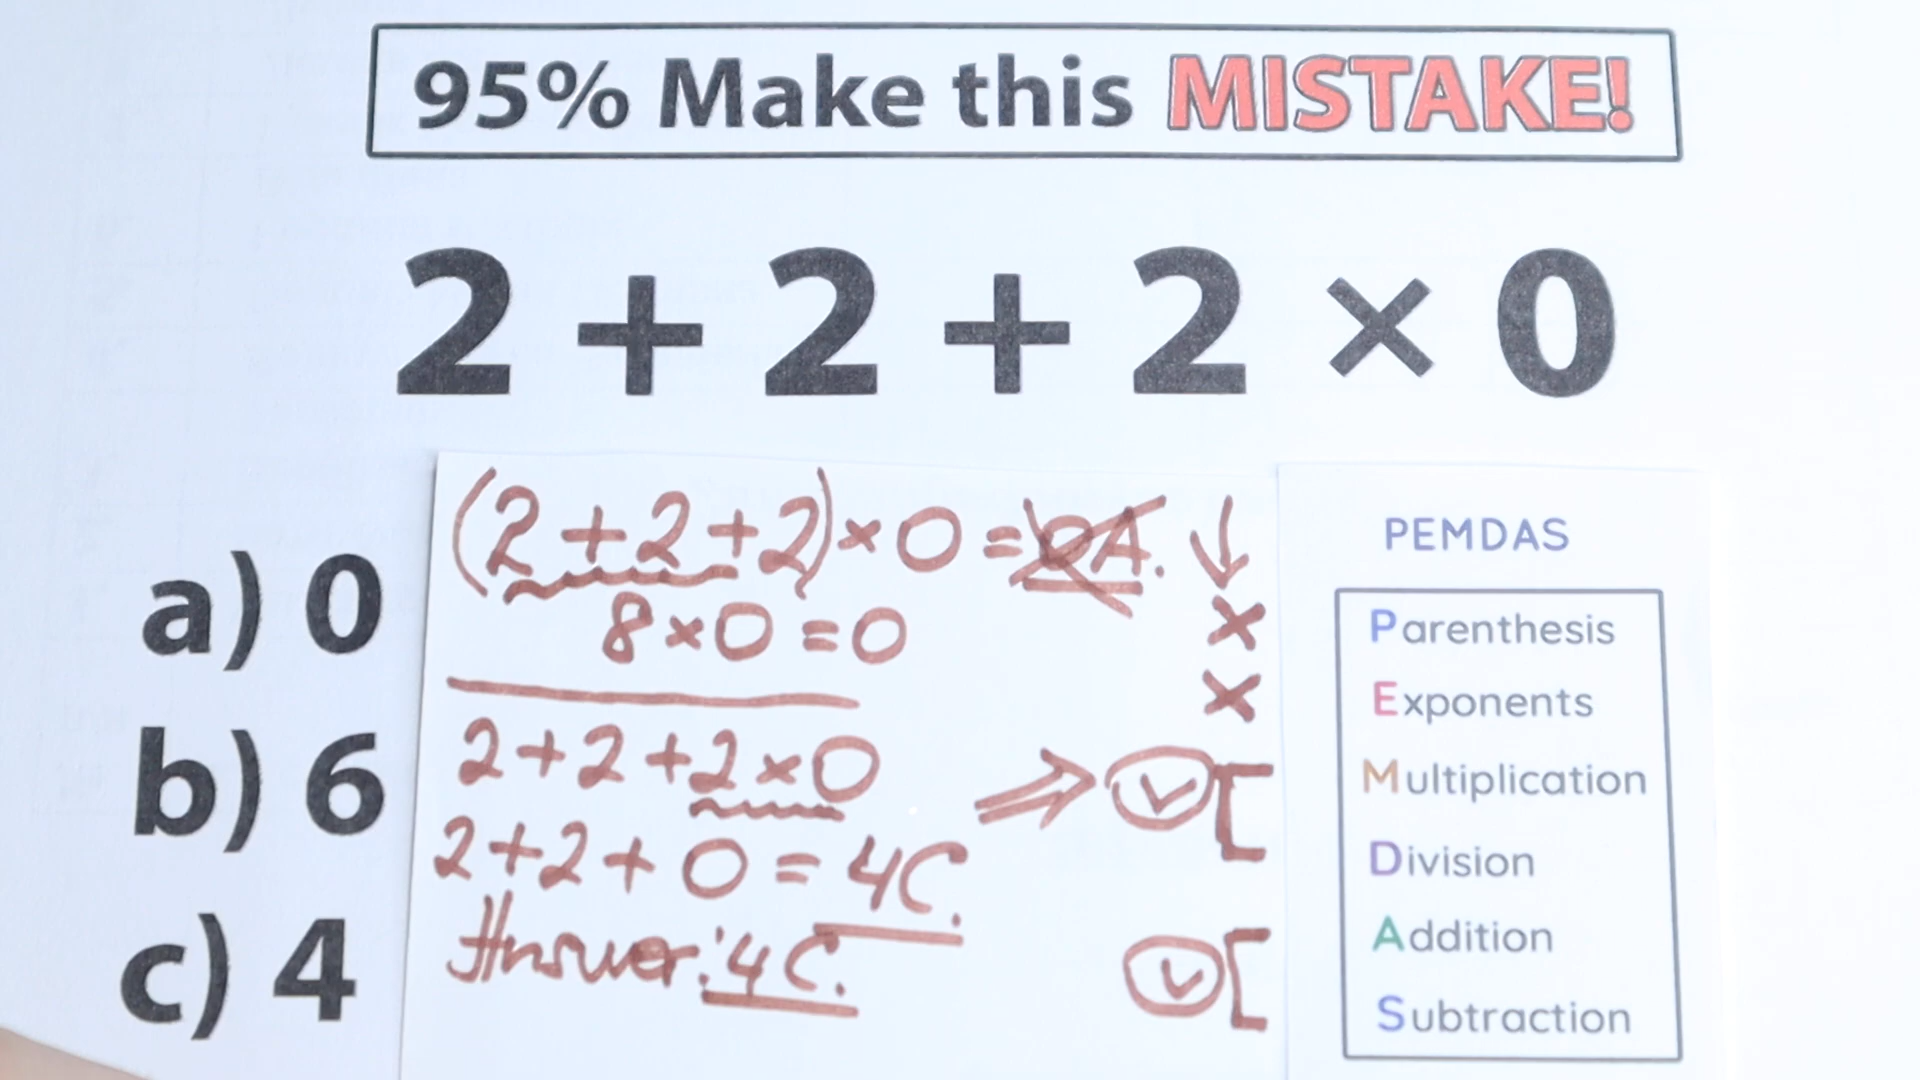 95% Make this MISTAKE!
2 + 2 + 2 × 0
a) 0
b) 6
c) 4
(2 + 2 + 2) × 0 = 0A.
8 × 0 = 0
2 + 2 + 2 × 0
2 + 2 + 0 = 4C.
Answer: 4C.
PEMDAS
Parenthesis
Exponents
Multiplication
Division
Addition
Subtraction